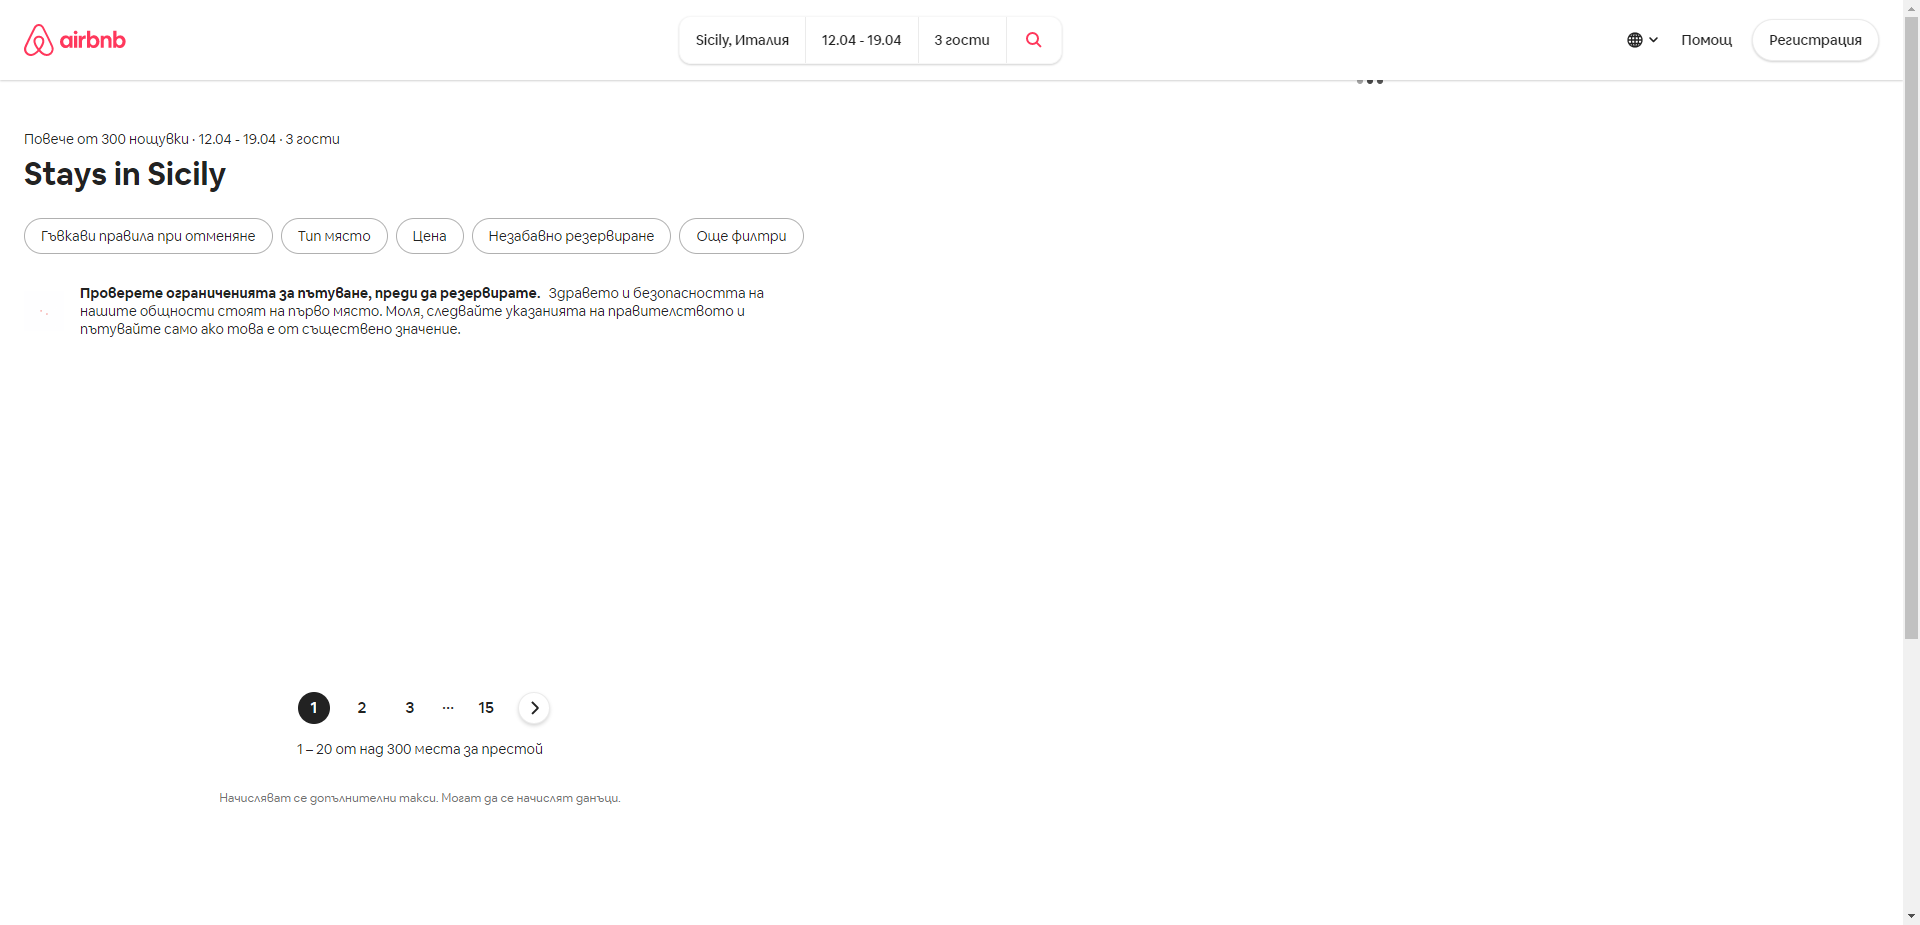 airbnb
Sicily, Италия
12.04 - 19.04
3 гости
Помощ
Регистрация
Повече от 300 нощувки · 12.04 - 19.04 · 3 гости
Stays in Sicily
Гъвкави правила при отменяне
Тип място
Цена
Незабавно резервиране
Още филтри
Проверете ограниченията за пътуване, преди да резервирате. Здравето и безопасността на
нашите общности стоят на първо място. Моля, следвайте указанията на правителството и
пътувайте само ако това е от съществено значение.
1 2 3 ... 15
1 – 20 от над 300 места за престой
Начисляват се допълнителни такси. Могат да се начислят данъци.